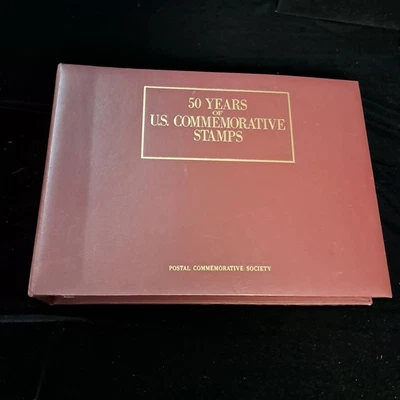 50 YEARS
OF
U.S. COMMEMORATIVE
STAMPS
POSTAL COMMEMORATIVE SOCIETY